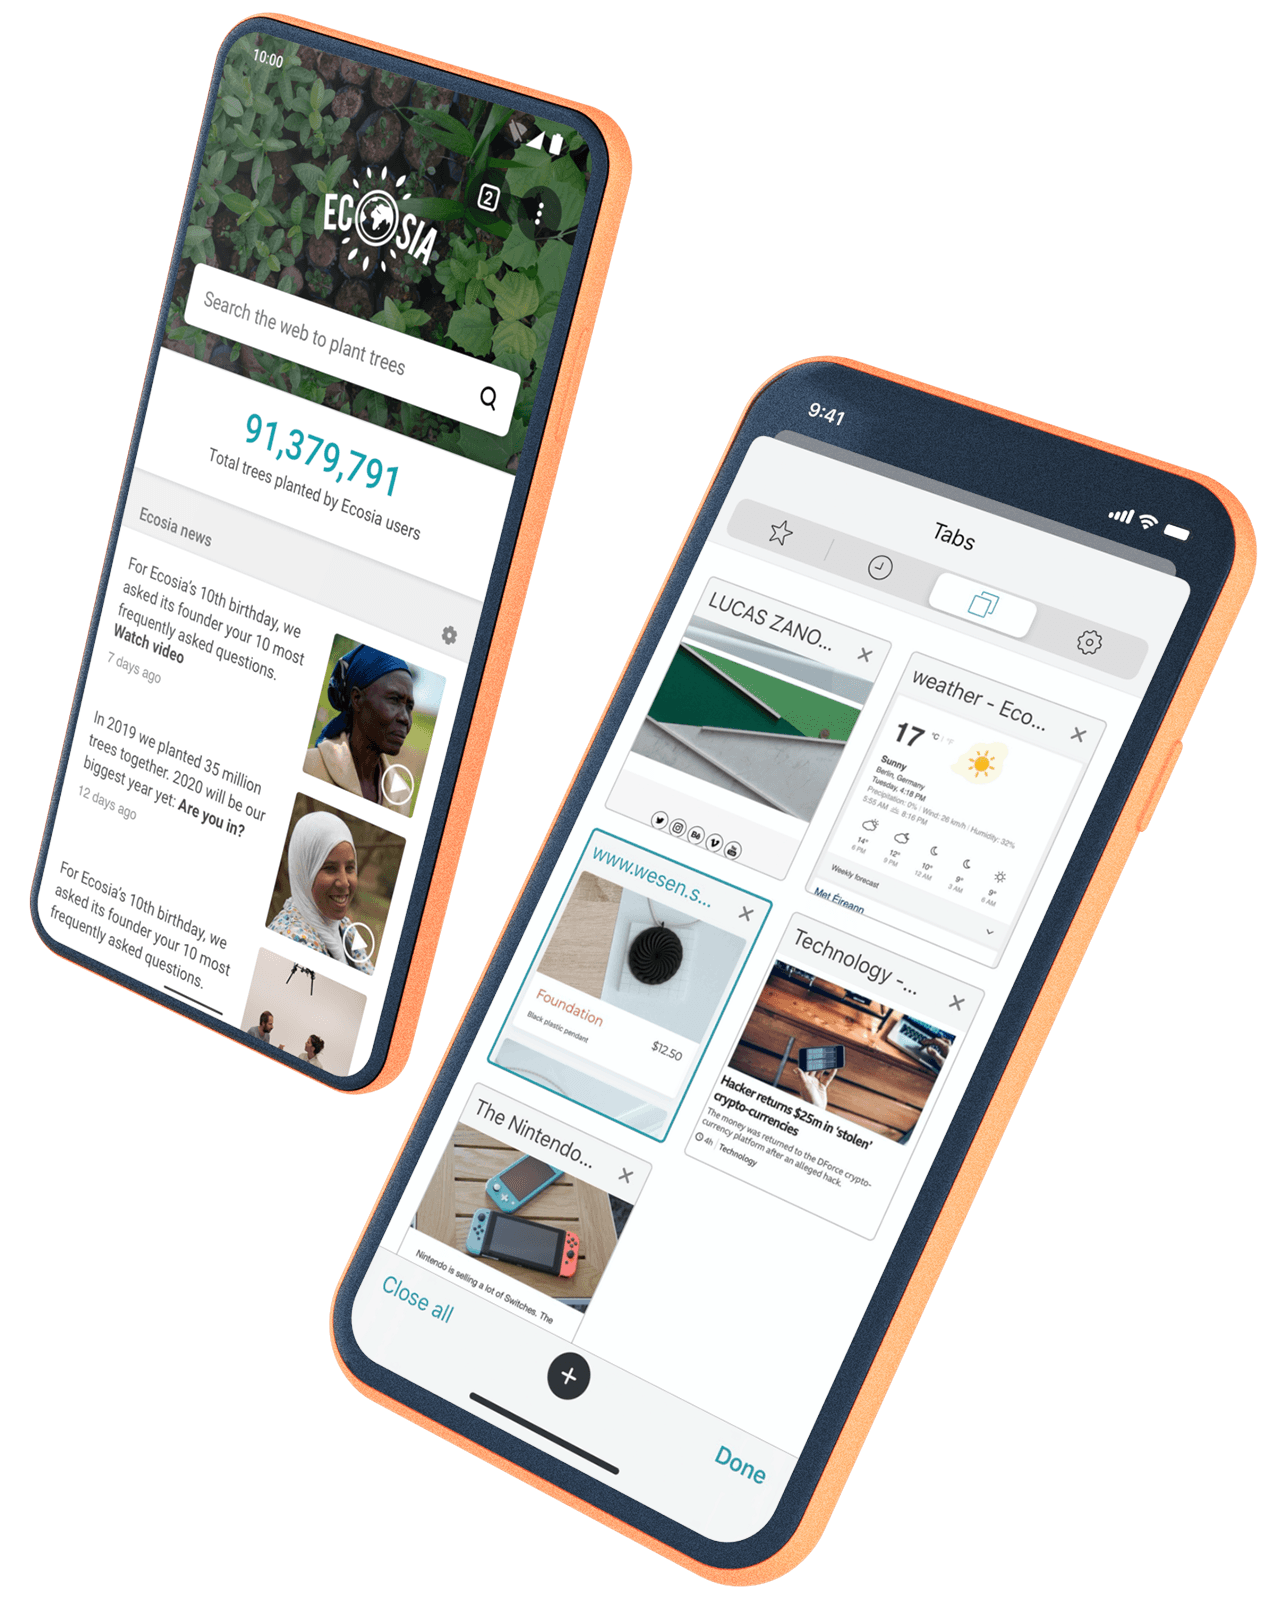 10:00
2
ECOSIA
Search the web to plant trees
91,379,791
Total trees planted by Ecosia users
Ecosia news
For Ecosia's 10th birthday, we
asked its founder your 10 most
frequently asked questions.
Watch video
7 days ago
In 2019 we planted 35 million
trees together. 2020 will be our
biggest year yet: Are you in?
12 days ago
For Ecosia's 10th birthday, we
asked its founder your 10 most
frequently asked questions.
9:41
Tabs
LUCAS ZANO...
weather - Eco...
17 °C | °F
Sunny
Berlin, Germany
Tuesday, 4:18 PM
Precipitation: 0% | Wind: 26 km/h | Humidity: 32%
5:55 AM 8:16 PM
14° 12° 10° 9° 9°
6 PM 9 PM 12 AM 3 AM 6 AM
Weekly forecast
Met Éireann
www.wesen.s...
Foundation
Black plastic pendant
$12.50
Technology -...
Hacker returns $25m in 'stolen'
crypto-currencies
The money was returned to the DForce crypto-
currency platform after an alleged hack.
4h | Technology
The Nintendo...
Nintendo is selling a lot of Switches. The
Close all
Done